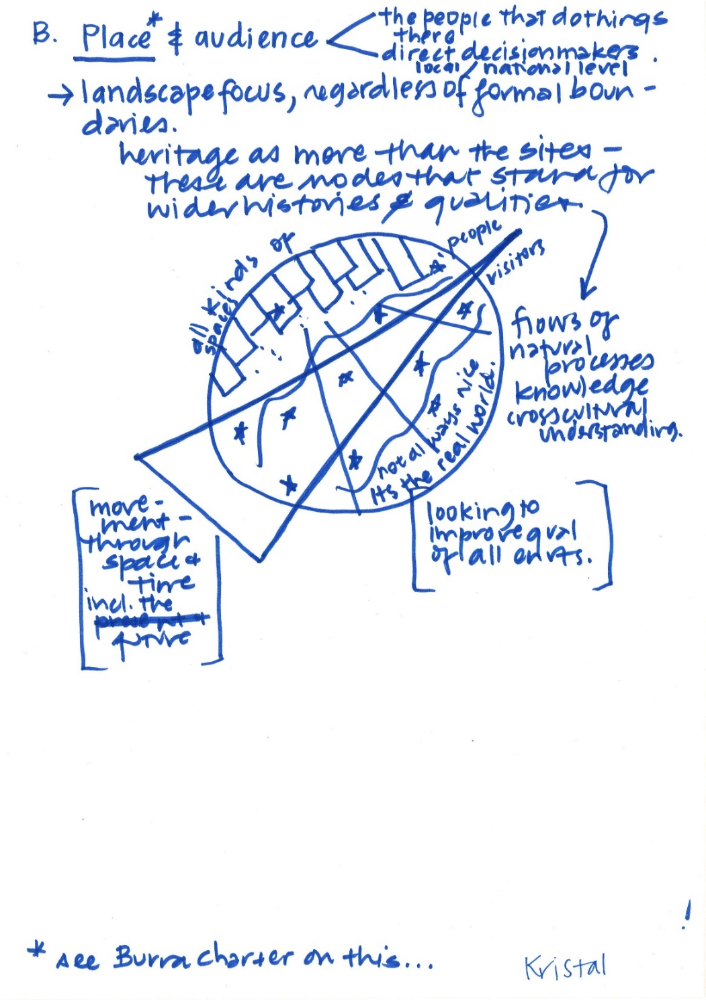 B. Place* & audience
the people that do things
there
direct decisionmakers.
local / national level
→ landscape focus, regardless of formal boun-
daries.
heritage as more than the sites -
these are nodes that stand for
wider histories & qualities.
all kinds of
spaces
people
visitors
flows of
natural
processes
knowledge
crosscultural
understanding.
not always nice
Its the real world.
[move-
ment -
through
space &
time
incl. the
future]
[looking to
improve qual
of all envts.]
!
* see Burra charter on this...
Kristal